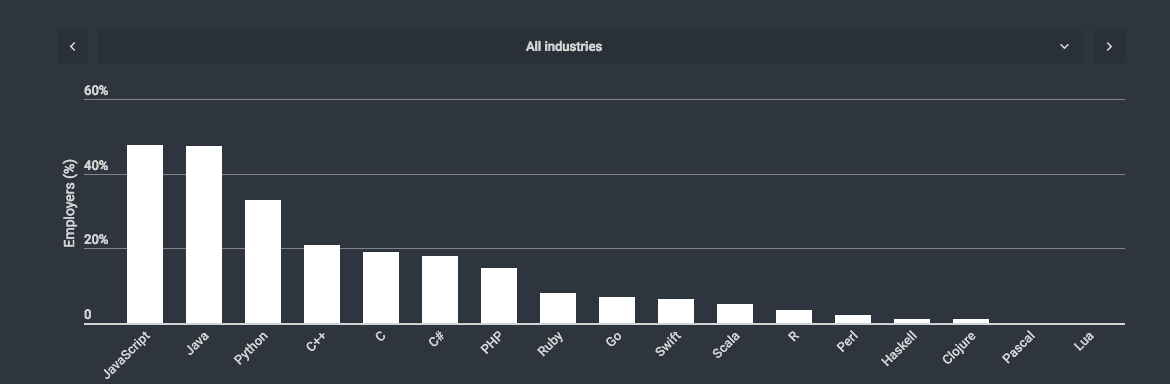 All industries
60%
40%
20%
0
Employers (%)
JavaScript
Java
Python
C++
C
C#
PHP
Ruby
Go
Swift
Scala
R
Perl
Haskell
Clojure
Pascal
Lua